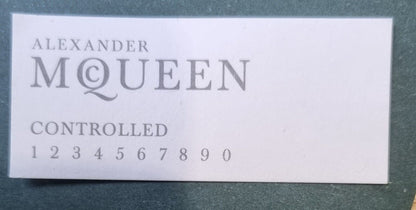 ALEXANDER
McQUEEN
CONTROLLED
1 2 3 4 5 6 7 8 9 0